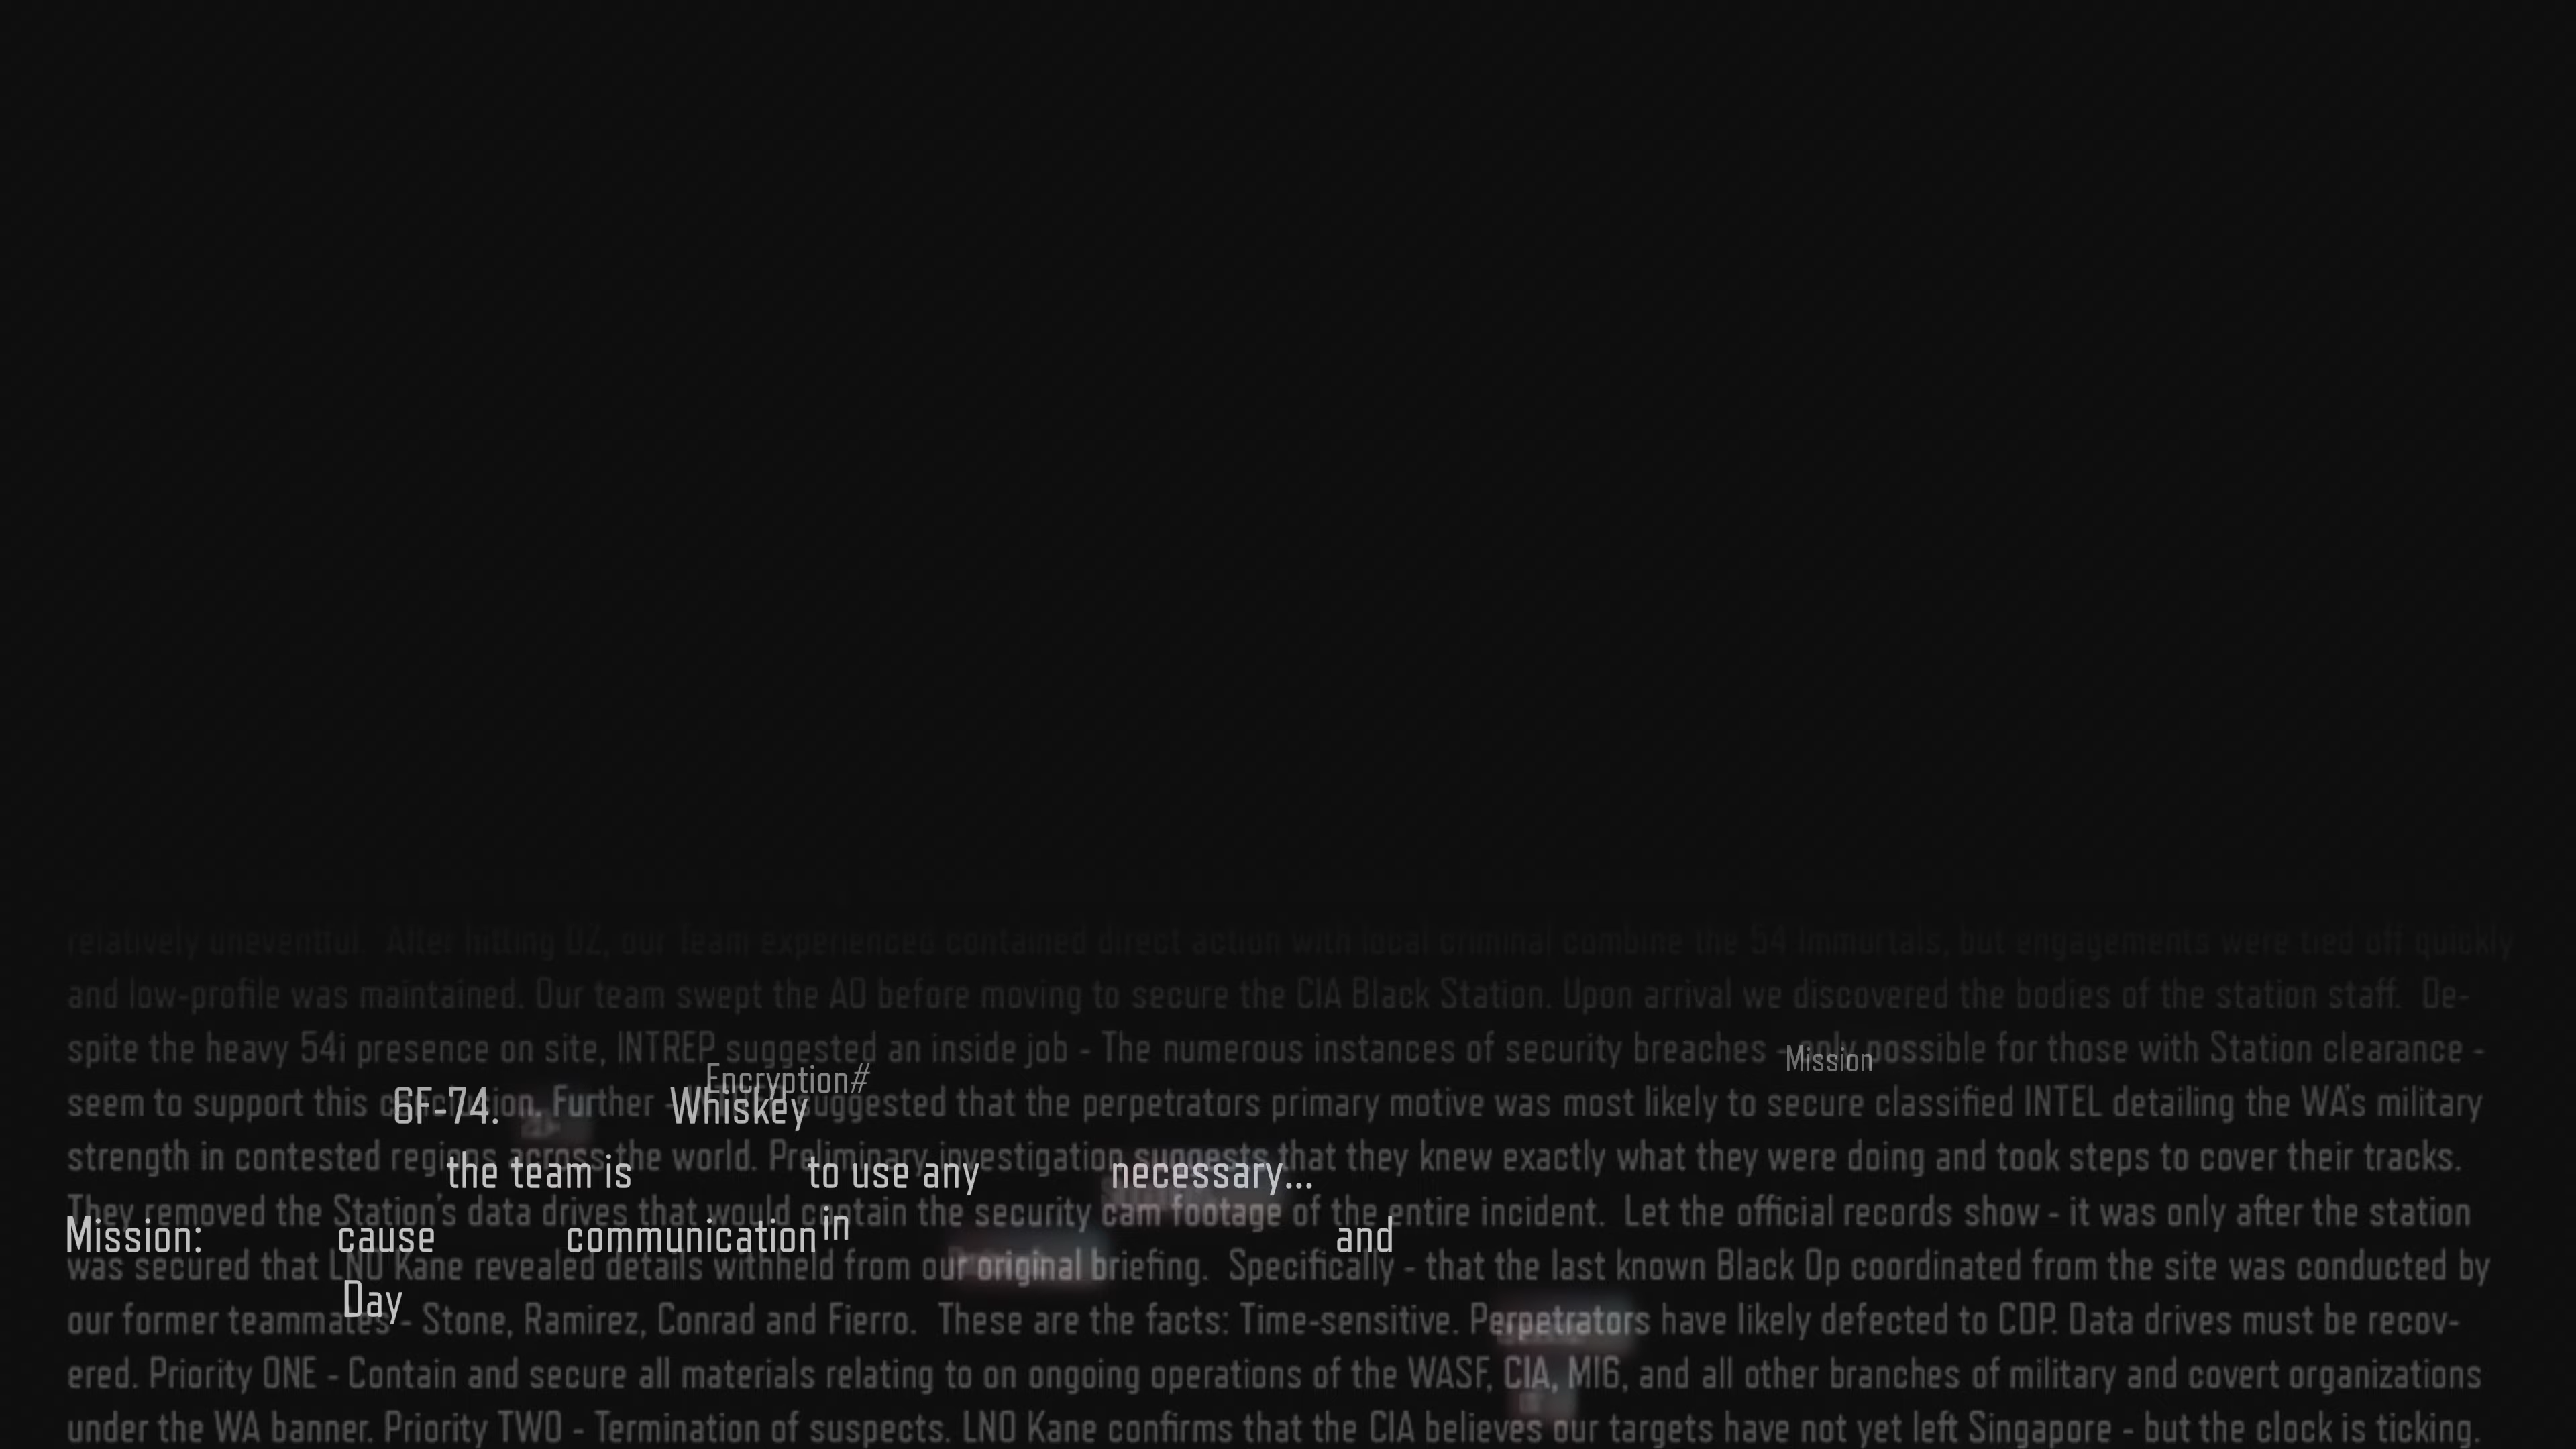 relatively uneventful. After hitting DZ, our Team experienced contained direct action with local criminal combine the 54 Immortals, but engagements were tied off quickly
and low-profile was maintained. Our team swept the AO before moving to secure the CIA Black Station. Upon arrival we discovered the bodies of the station staff. De-
spite the heavy 54i presence on site, INTREP suggested an inside job - The numerous instances of security breaches - only possible for those with Station clearance -
Mission
Encryption#
seem to support this Further - suggested that the perpetrators primary motive was most likely to secure classified INTEL detailing the WA's military
GF-74. Whiskey
strength in contested regions across the world. Preliminary investigation suggests that they knew exactly what they were doing and took steps to cover their tracks.
the team is to use any necessary...
They removed the Station's data drives that would contain the security cam footage of the entire incident. Let the official records show - it was only after the station
Mission: cause communication in and
was secured that LNO Kane revealed details withheld from our original briefing. Specifically - that the last known Black Op coordinated from the site was conducted by
Day
our former teammates - Stone, Ramirez, Conrad and Fierro. These are the facts: Time-sensitive. Perpetrators have likely defected to CDP. Data drives must be recov-
ered. Priority ONE - Contain and secure all materials relating to on ongoing operations of the WASF, CIA, MI6, and all other branches of military and covert organizations
under the WA banner. Priority TWO - Termination of suspects. LNO Kane confirms that the CIA believes our targets have not yet left Singapore - but the clock is ticking.